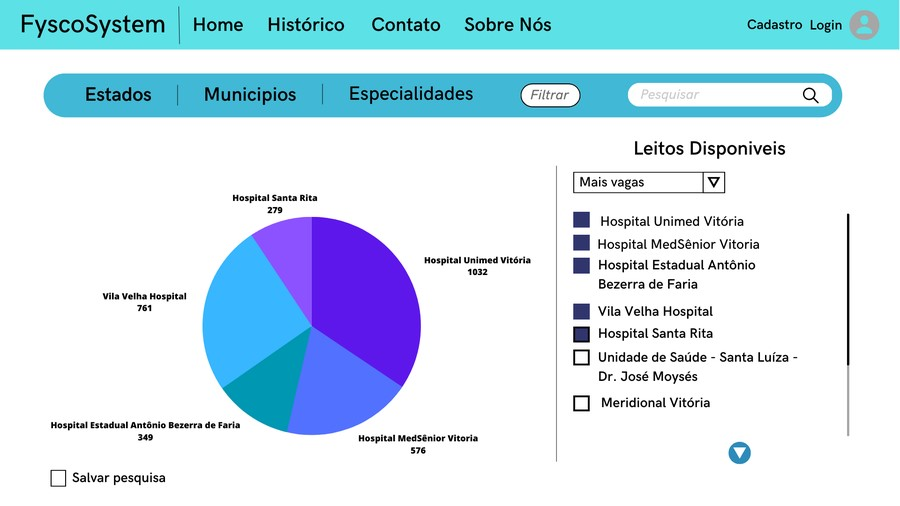 FyscoSystem
Home
Histórico
Contato
Sobre Nós
Cadastro
Login
Estados
Municipios
Especialidades
Filtrar
Pesquisar
Leitos Disponiveis
Mais vagas
Hospital Unimed Vitória
Hospital MedSênior Vitoria
Hospital Estadual Antônio
Bezerra de Faria
Vila Velha Hospital
Hospital Santa Rita
Unidade de Saúde - Santa Luíza -
Dr. José Moysés
Meridional Vitória
Hospital Santa Rita
279
Hospital Unimed Vitória
1032
Vila Velha Hospital
761
Hospital Estadual Antônio Bezerra de Faria
349
Hospital MedSênior Vitoria
576
Salvar pesquisa